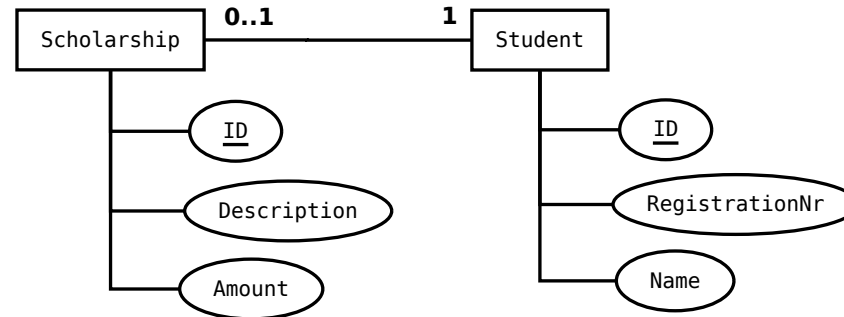 0..1 1
Scholarship Student
ID ID
Description RegistrationNr
Amount Name